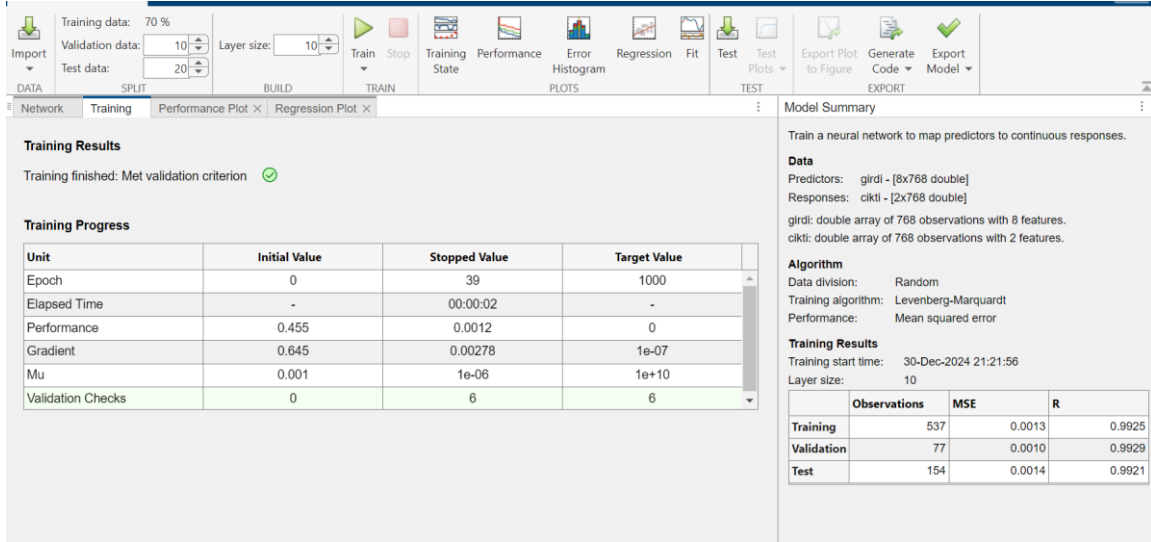 Training data: 70 %
Validation data: 10
Test data: 20
Layer size: 10
Import
Train
Stop
Training State
Performance
Error Histogram
Regression
Fit
Test
Test Plots
Export Plot to Figure
Generate Code
Export Model
DATA SPLIT BUILD TRAIN PLOTS TEST EXPORT
Network Training Performance Plot Regression Plot
Training Results
Training finished: Met validation criterion
Training Progress
Unit Initial Value Stopped Value Target Value
Epoch 0 39 1000
Elapsed Time - 00:00:02 -
Performance 0.455 0.0012 0
Gradient 0.645 0.00278 1e-07
Mu 0.001 1e-06 1e+10
Validation Checks 0 6 6
Model Summary
Train a neural network to map predictors to continuous responses.
Data
Predictors: girdi - [8x768 double]
Responses: cikti - [2x768 double]
girdi: double array of 768 observations with 8 features.
cikti: double array of 768 observations with 2 features.
Algorithm
Data division: Random
Training algorithm: Levenberg-Marquardt
Performance: Mean squared error
Training Results
Training start time: 30-Dec-2024 21:21:56
Layer size: 10
Observations MSE R
Training 537 0.0013 0.9925
Validation 77 0.0010 0.9929
Test 154 0.0014 0.9921